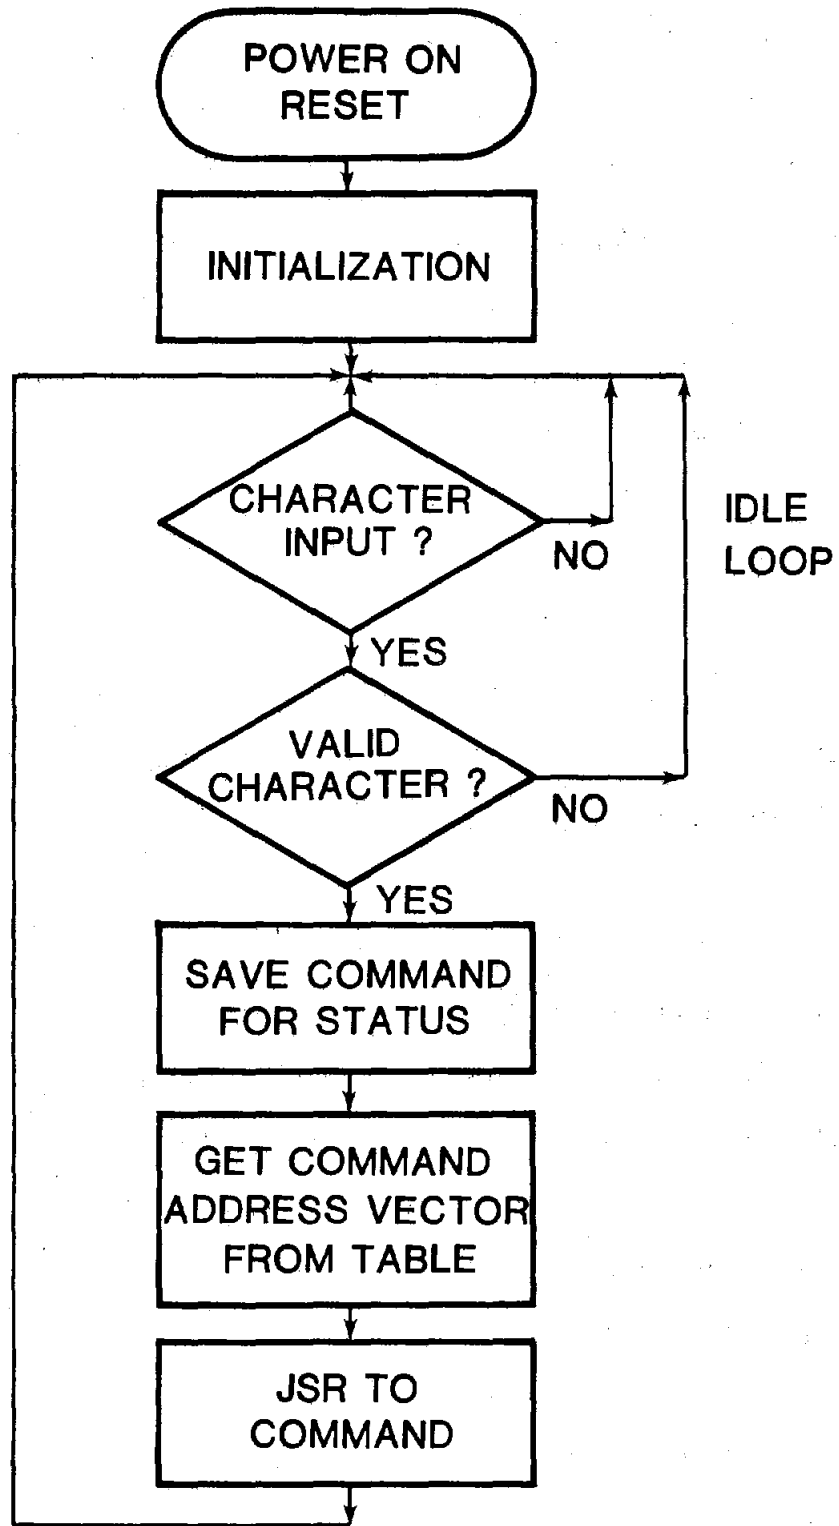 POWER ON
RESET
INITIALIZATION
CHARACTER
INPUT ?
NO
IDLE
LOOP
YES
VALID
CHARACTER ?
NO
YES
SAVE COMMAND
FOR STATUS
GET COMMAND
ADDRESS VECTOR
FROM TABLE
JSR TO
COMMAND